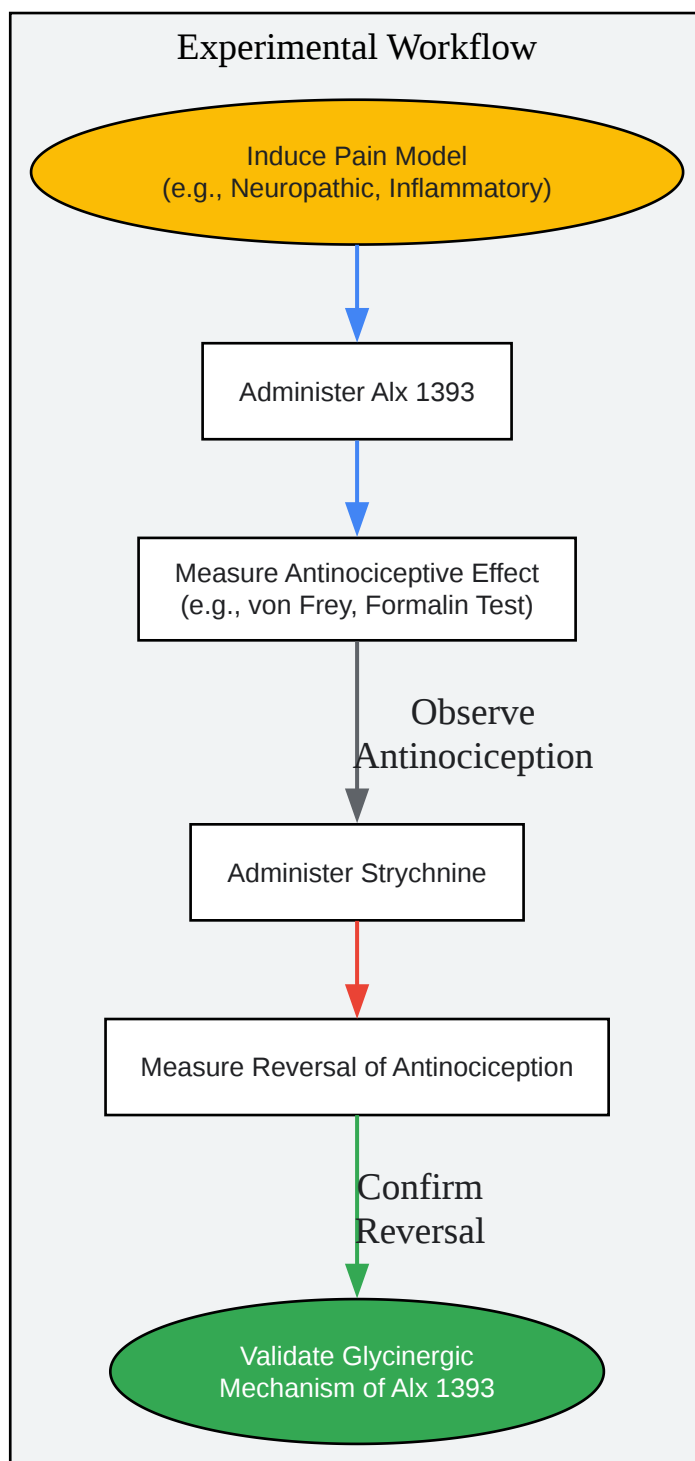 Experimental Workflow
Induce Pain Model
(e.g., Neuropathic, Inflammatory)
Administer Alx 1393
Measure Antinociceptive Effect
(e.g., von Frey, Formalin Test)
Observe
Antinociception
Administer Strychnine
Measure Reversal of Antinociception
Confirm
Reversal
Validate Glycinergic
Mechanism of Alx 1393